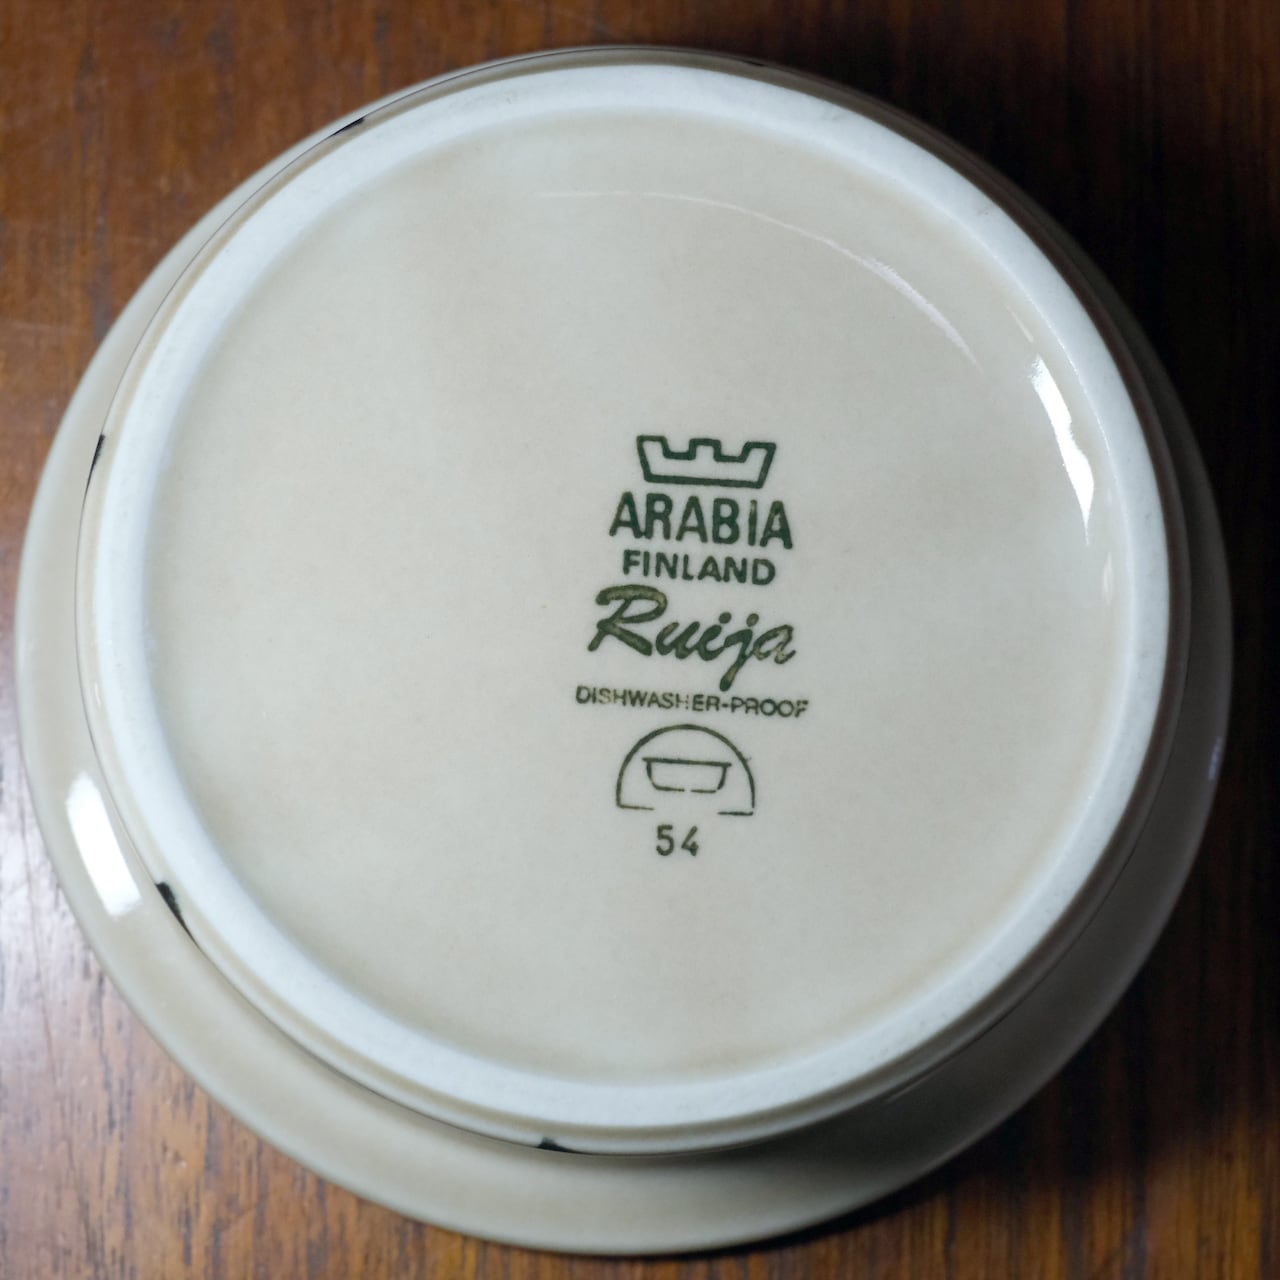 ARABIA
FINLAND
Ruija
DISHWASHER-PROOF
54